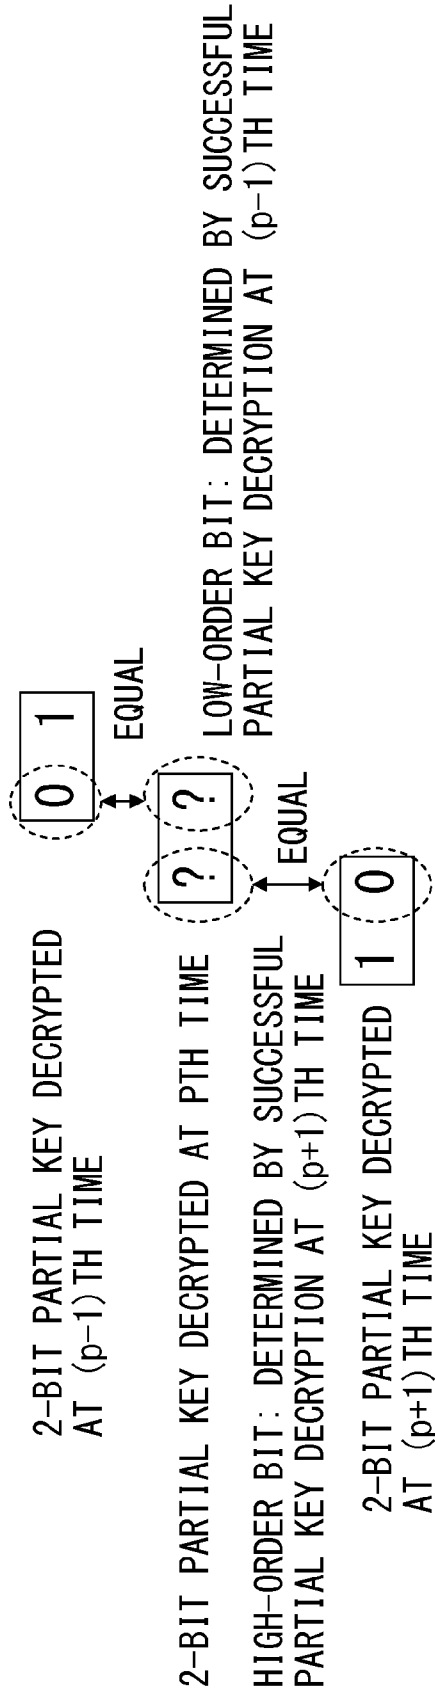 2-BIT PARTIAL KEY DECRYPTED
AT (p-1)TH TIME
0 1
EQUAL
2-BIT PARTIAL KEY DECRYPTED AT PTH TIME
? ?
LOW-ORDER BIT: DETERMINED BY SUCCESSFUL
PARTIAL KEY DECRYPTION AT (p-1)TH TIME
HIGH-ORDER BIT: DETERMINED BY SUCCESSFUL
PARTIAL KEY DECRYPTION AT (p+1)TH TIME
EQUAL
2-BIT PARTIAL KEY DECRYPTED
AT (p+1)TH TIME
1 0